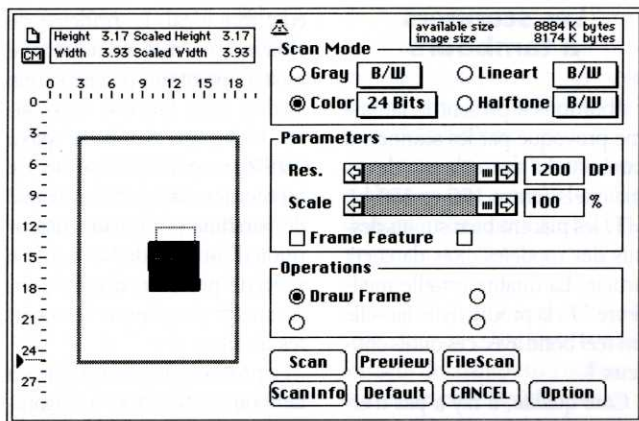 Height 3.17 Scaled Height 3.17
CM Width 3.93 Scaled Width 3.93
available size 8884 K bytes
image size 8174 K bytes
0 3 6 9 12 15 18
0
3
6
9
12
15
18
21
24
27
Scan Mode
Gray B/W Lineart B/W
Color 24 Bits Halftone B/W
Parameters
Res. 1200 DPI
Scale 100 %
Frame Feature
Operations
Draw Frame
Scan Preview FileScan
ScanInfo Default CANCEL Option